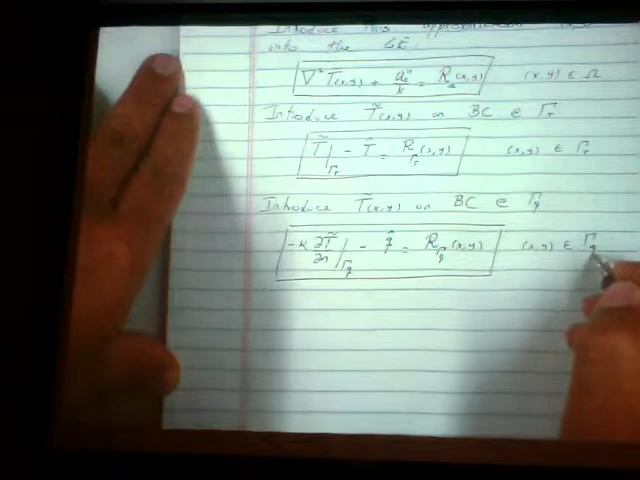 Introduce this approximation
into the GE:
∇² T̃(x,y) + u̇'''/k = R_Ω(x,y)    (x,y) ∈ Ω
Introduce T̃(x,y) on BC @ Γ_T
T̃|_Γ_T - T̂ = R_Γ_T(x,y)    (x,y) ∈ Γ_T
Introduce T̃(x,y) on BC @ Γ_q
-k ∂T̃/∂n|_Γ_q - q̂ = R_Γ_q(x,y)    (x,y) ∈ Γ_q